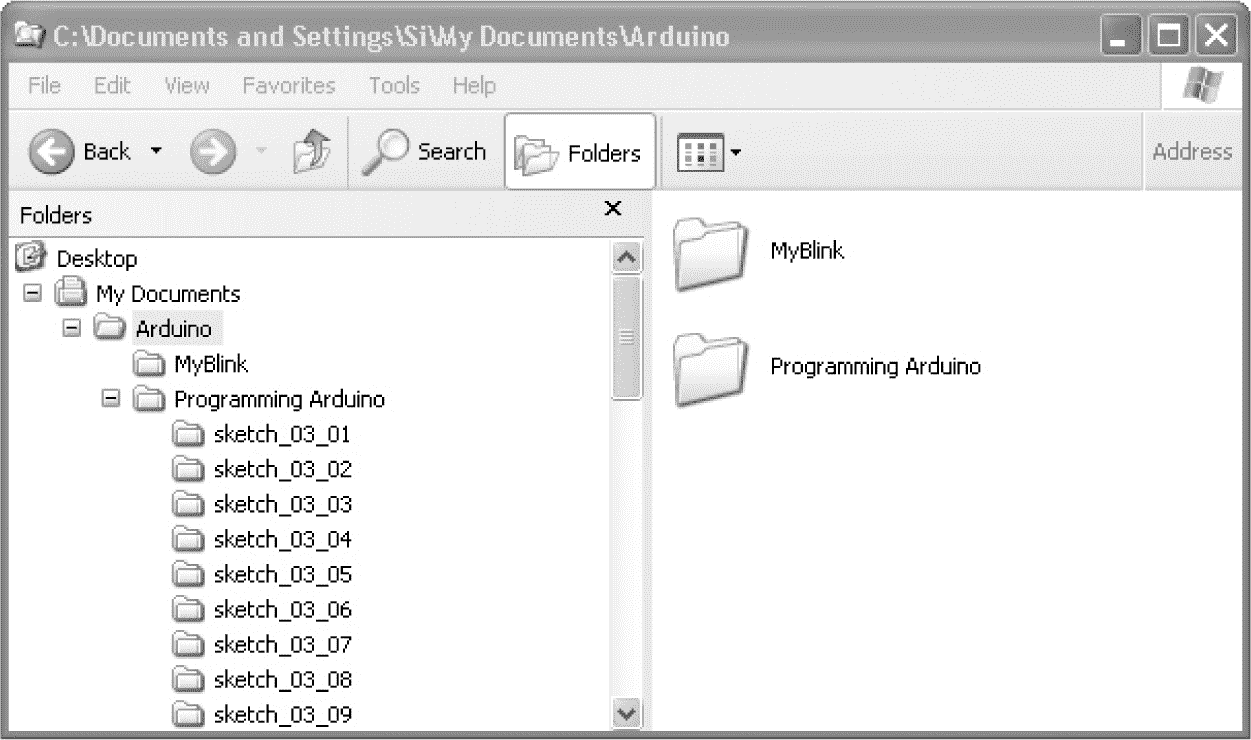 C:\Documents and Settings\Si\My Documents\Arduino
File Edit View Favorites Tools Help
Back Search Folders Address
Folders
Desktop
My Documents
Arduino
MyBlink
Programming Arduino
sketch_03_01
sketch_03_02
sketch_03_03
sketch_03_04
sketch_03_05
sketch_03_06
sketch_03_07
sketch_03_08
sketch_03_09
MyBlink
Programming Arduino